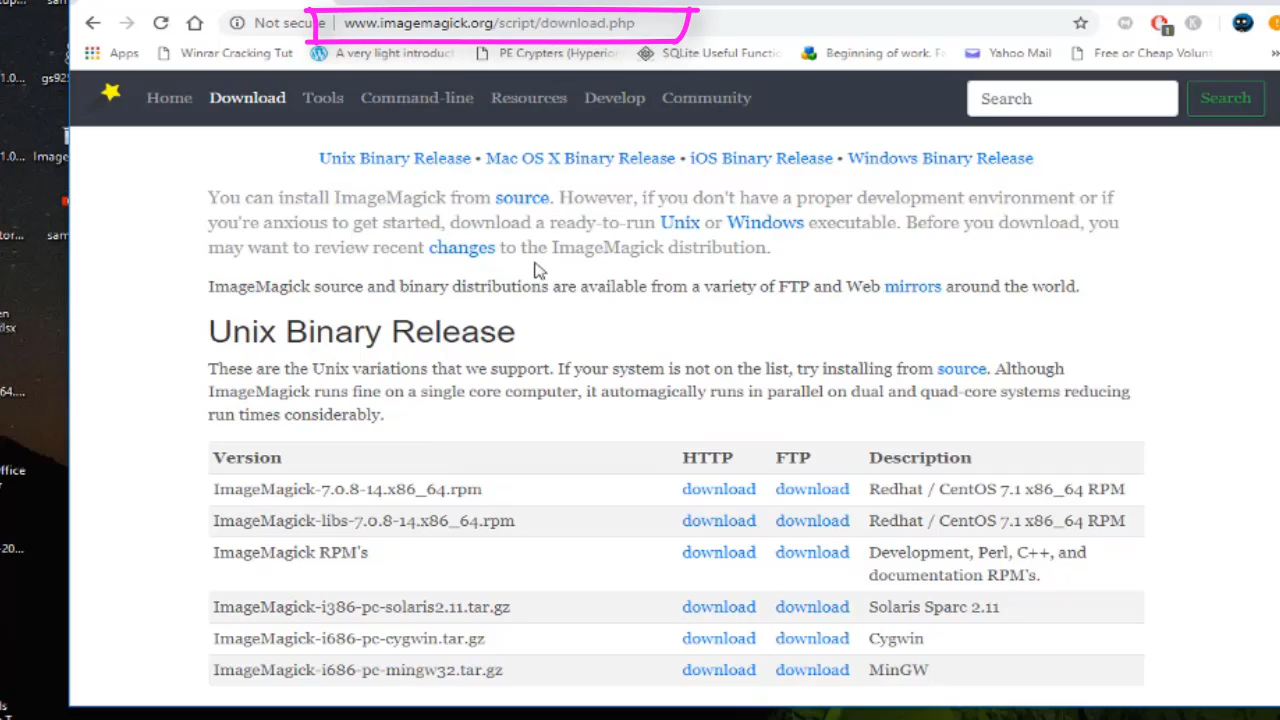 Not secure www.imagemagick.org/script/download.php
Apps Winrar Cracking Tut A very light introduct PE Crypters (Hyperion SQLite Useful Functio Beginning of work. Fo Yahoo Mail Free or Cheap Volunt »
Home Download Tools Command-line Resources Develop Community Search Search
Unix Binary Release • Mac OS X Binary Release • iOS Binary Release • Windows Binary Release
You can install ImageMagick from source. However, if you don't have a proper development environment or if
you're anxious to get started, download a ready-to-run Unix or Windows executable. Before you download, you
may want to review recent changes to the ImageMagick distribution.
ImageMagick source and binary distributions are available from a variety of FTP and Web mirrors around the world.
Unix Binary Release
These are the Unix variations that we support. If your system is not on the list, try installing from source. Although
ImageMagick runs fine on a single core computer, it automagically runs in parallel on dual and quad-core systems reducing
run times considerably.
Version HTTP FTP Description
ImageMagick-7.0.8-14.x86_64.rpm download download Redhat / CentOS 7.1 x86_64 RPM
ImageMagick-libs-7.0.8-14.x86_64.rpm download download Redhat / CentOS 7.1 x86_64 RPM
ImageMagick RPM's download download Development, Perl, C++, and
documentation RPM's.
ImageMagick-i386-pc-solaris2.11.tar.gz download download Solaris Sparc 2.11
ImageMagick-i686-pc-cygwin.tar.gz download download Cygwin
ImageMagick-i686-pc-mingw32.tar.gz download download MinGW